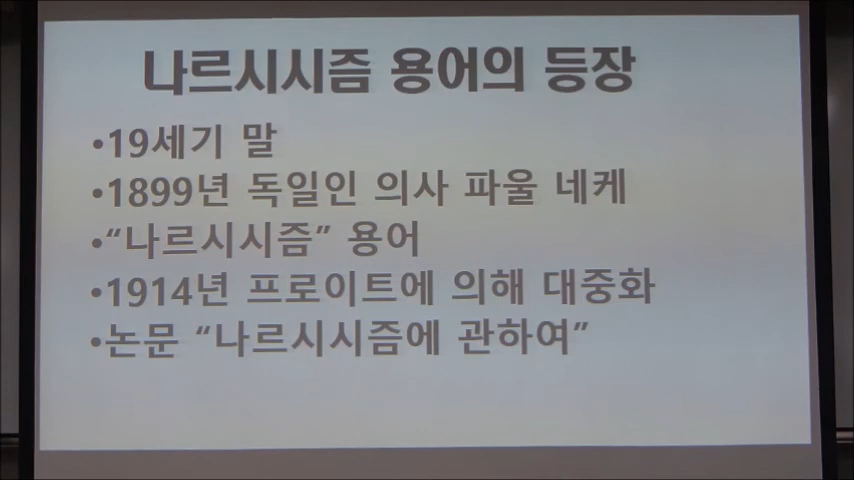 나르시시즘 용어의 등장
•19세기 말
•1899년 독일인 의사 파울 네케
•“나르시시즘” 용어
•1914년 프로이트에 의해 대중화
•논문 “나르시시즘에 관하여”